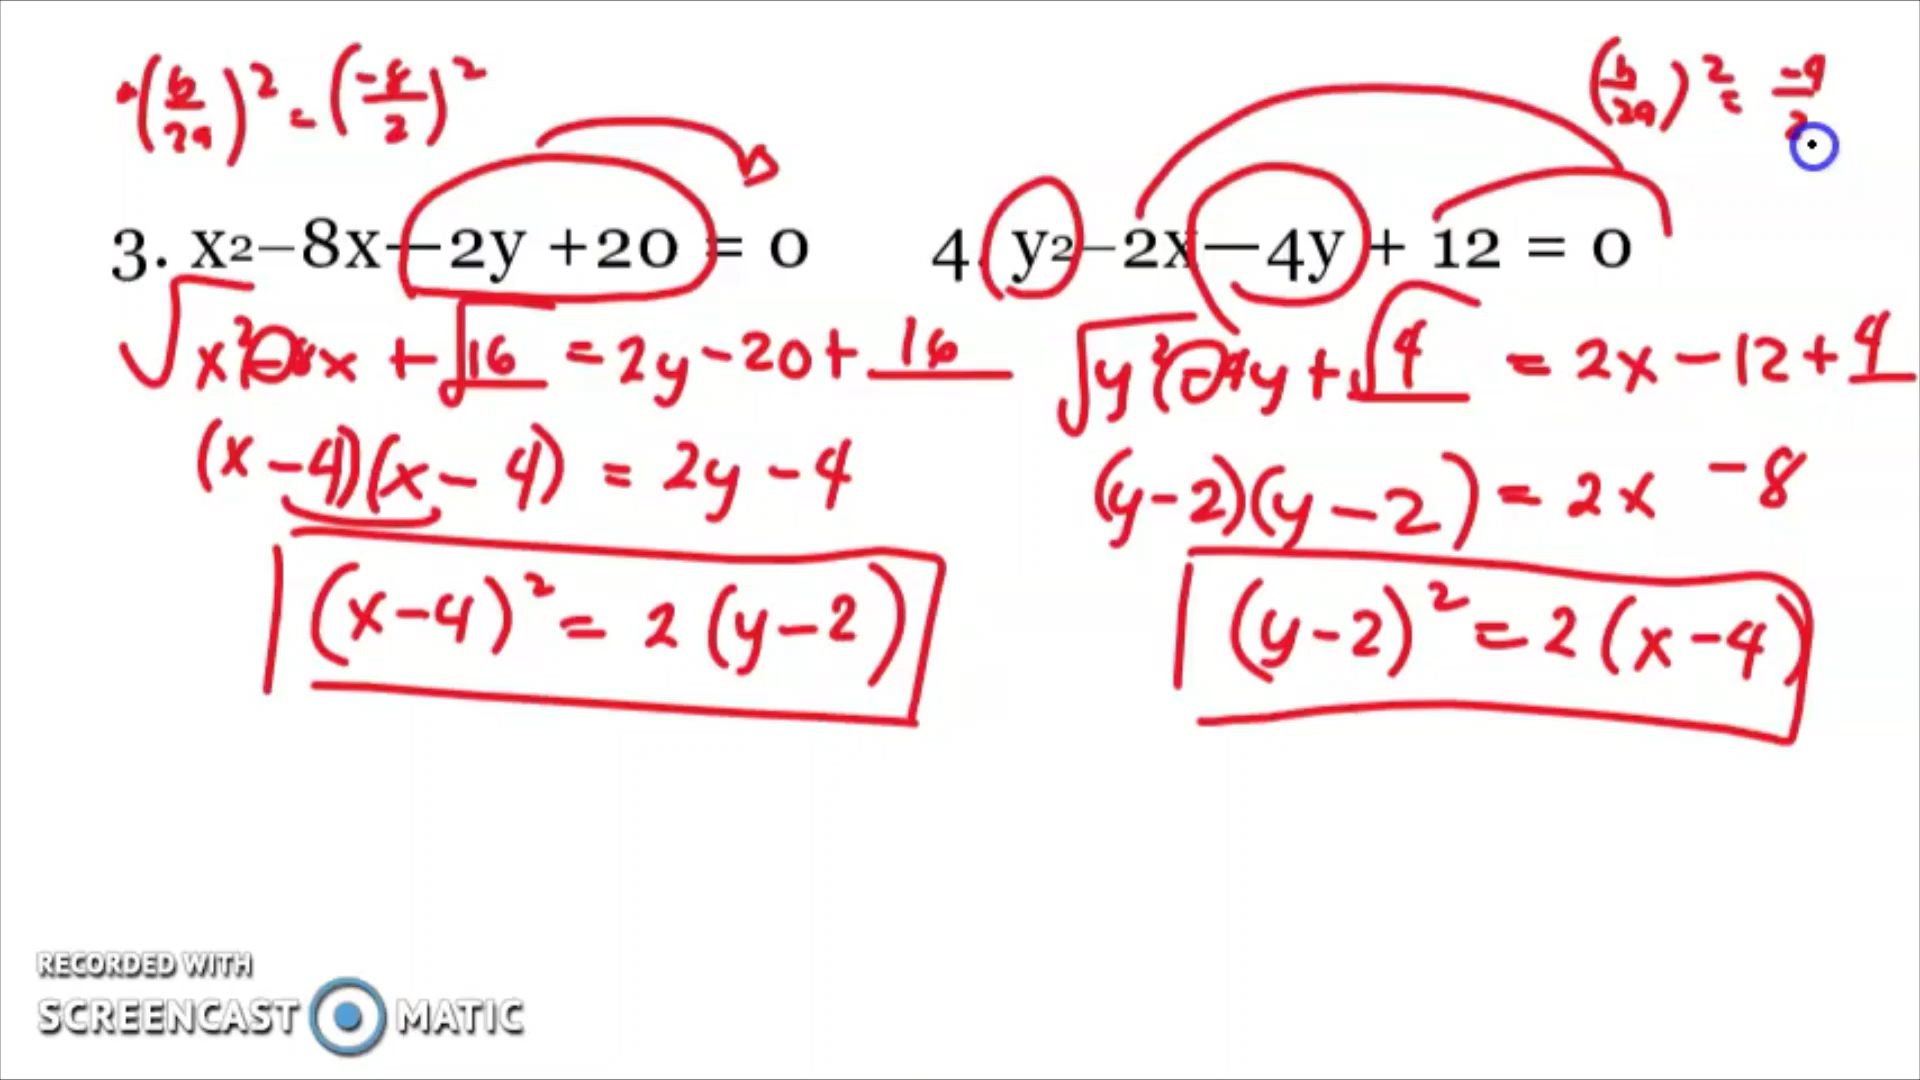 (b/2a)² = (-8/2)²
(b/2a)² = -4/2
3. x2–8x–2y +20 = 0
4. y2–2x–4y + 12 = 0
√x² - 8x + √16 = 2y - 20 + 16
√y² - 4y + √4 = 2x - 12 + 4
(x - 4)(x - 4) = 2y - 4
(y - 2)(y - 2) = 2x - 8
(x - 4)² = 2(y - 2)
(y - 2)² = 2(x - 4)
RECORDED WITH
SCREENCAST MATIC